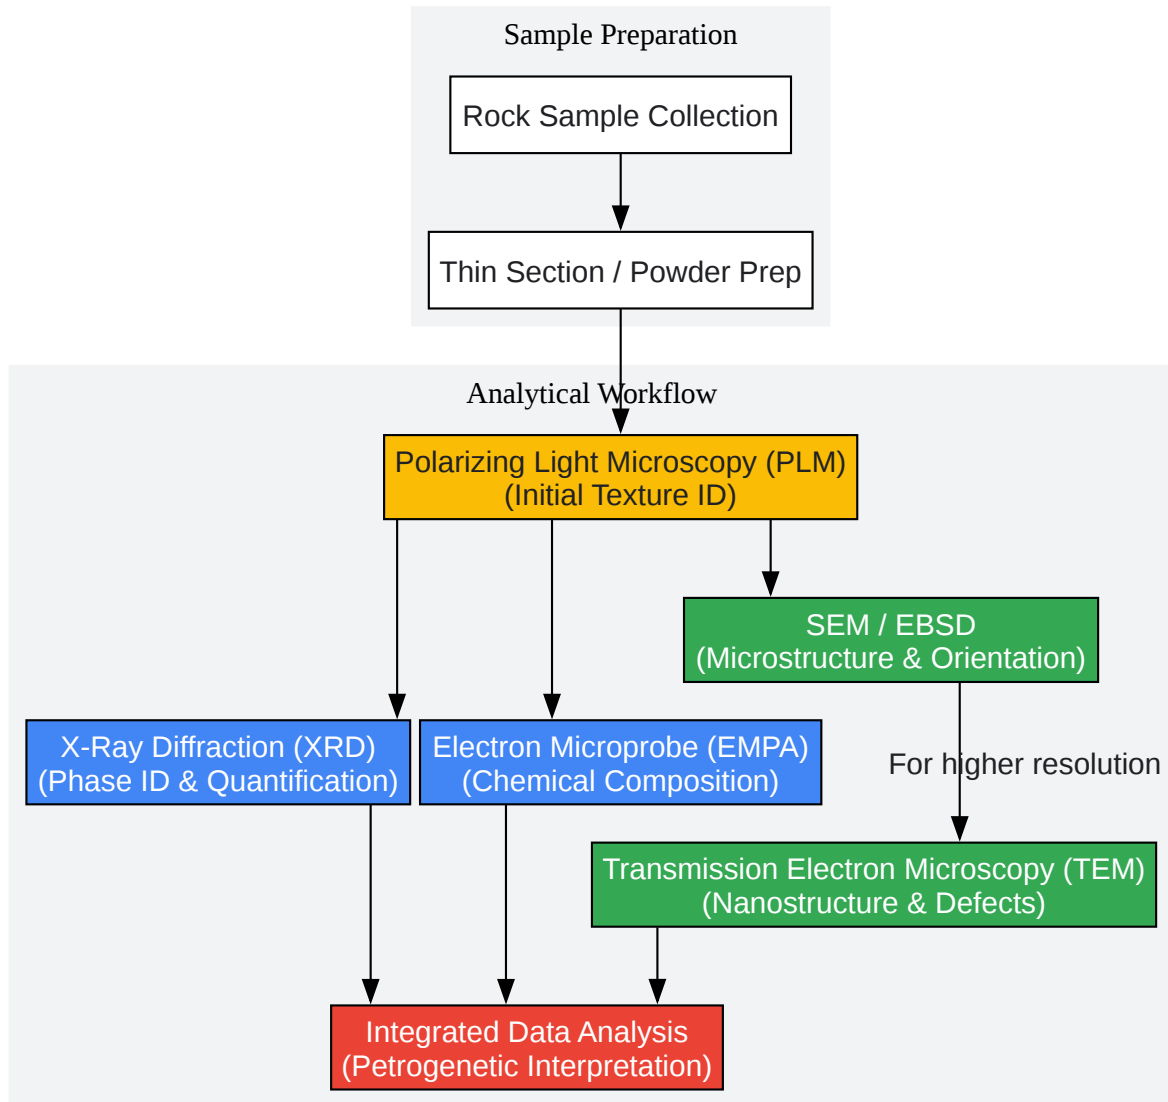 Sample Preparation
Rock Sample Collection
Thin Section / Powder Prep
Analytical Workflow
Polarizing Light Microscopy (PLM)
(Initial Texture ID)
SEM / EBSD
(Microstructure & Orientation)
X-Ray Diffraction (XRD)
(Phase ID & Quantification)
Electron Microprobe (EMPA)
(Chemical Composition)
For higher resolution
Transmission Electron Microscopy (TEM)
(Nanostructure & Defects)
Integrated Data Analysis
(Petrogenetic Interpretation)